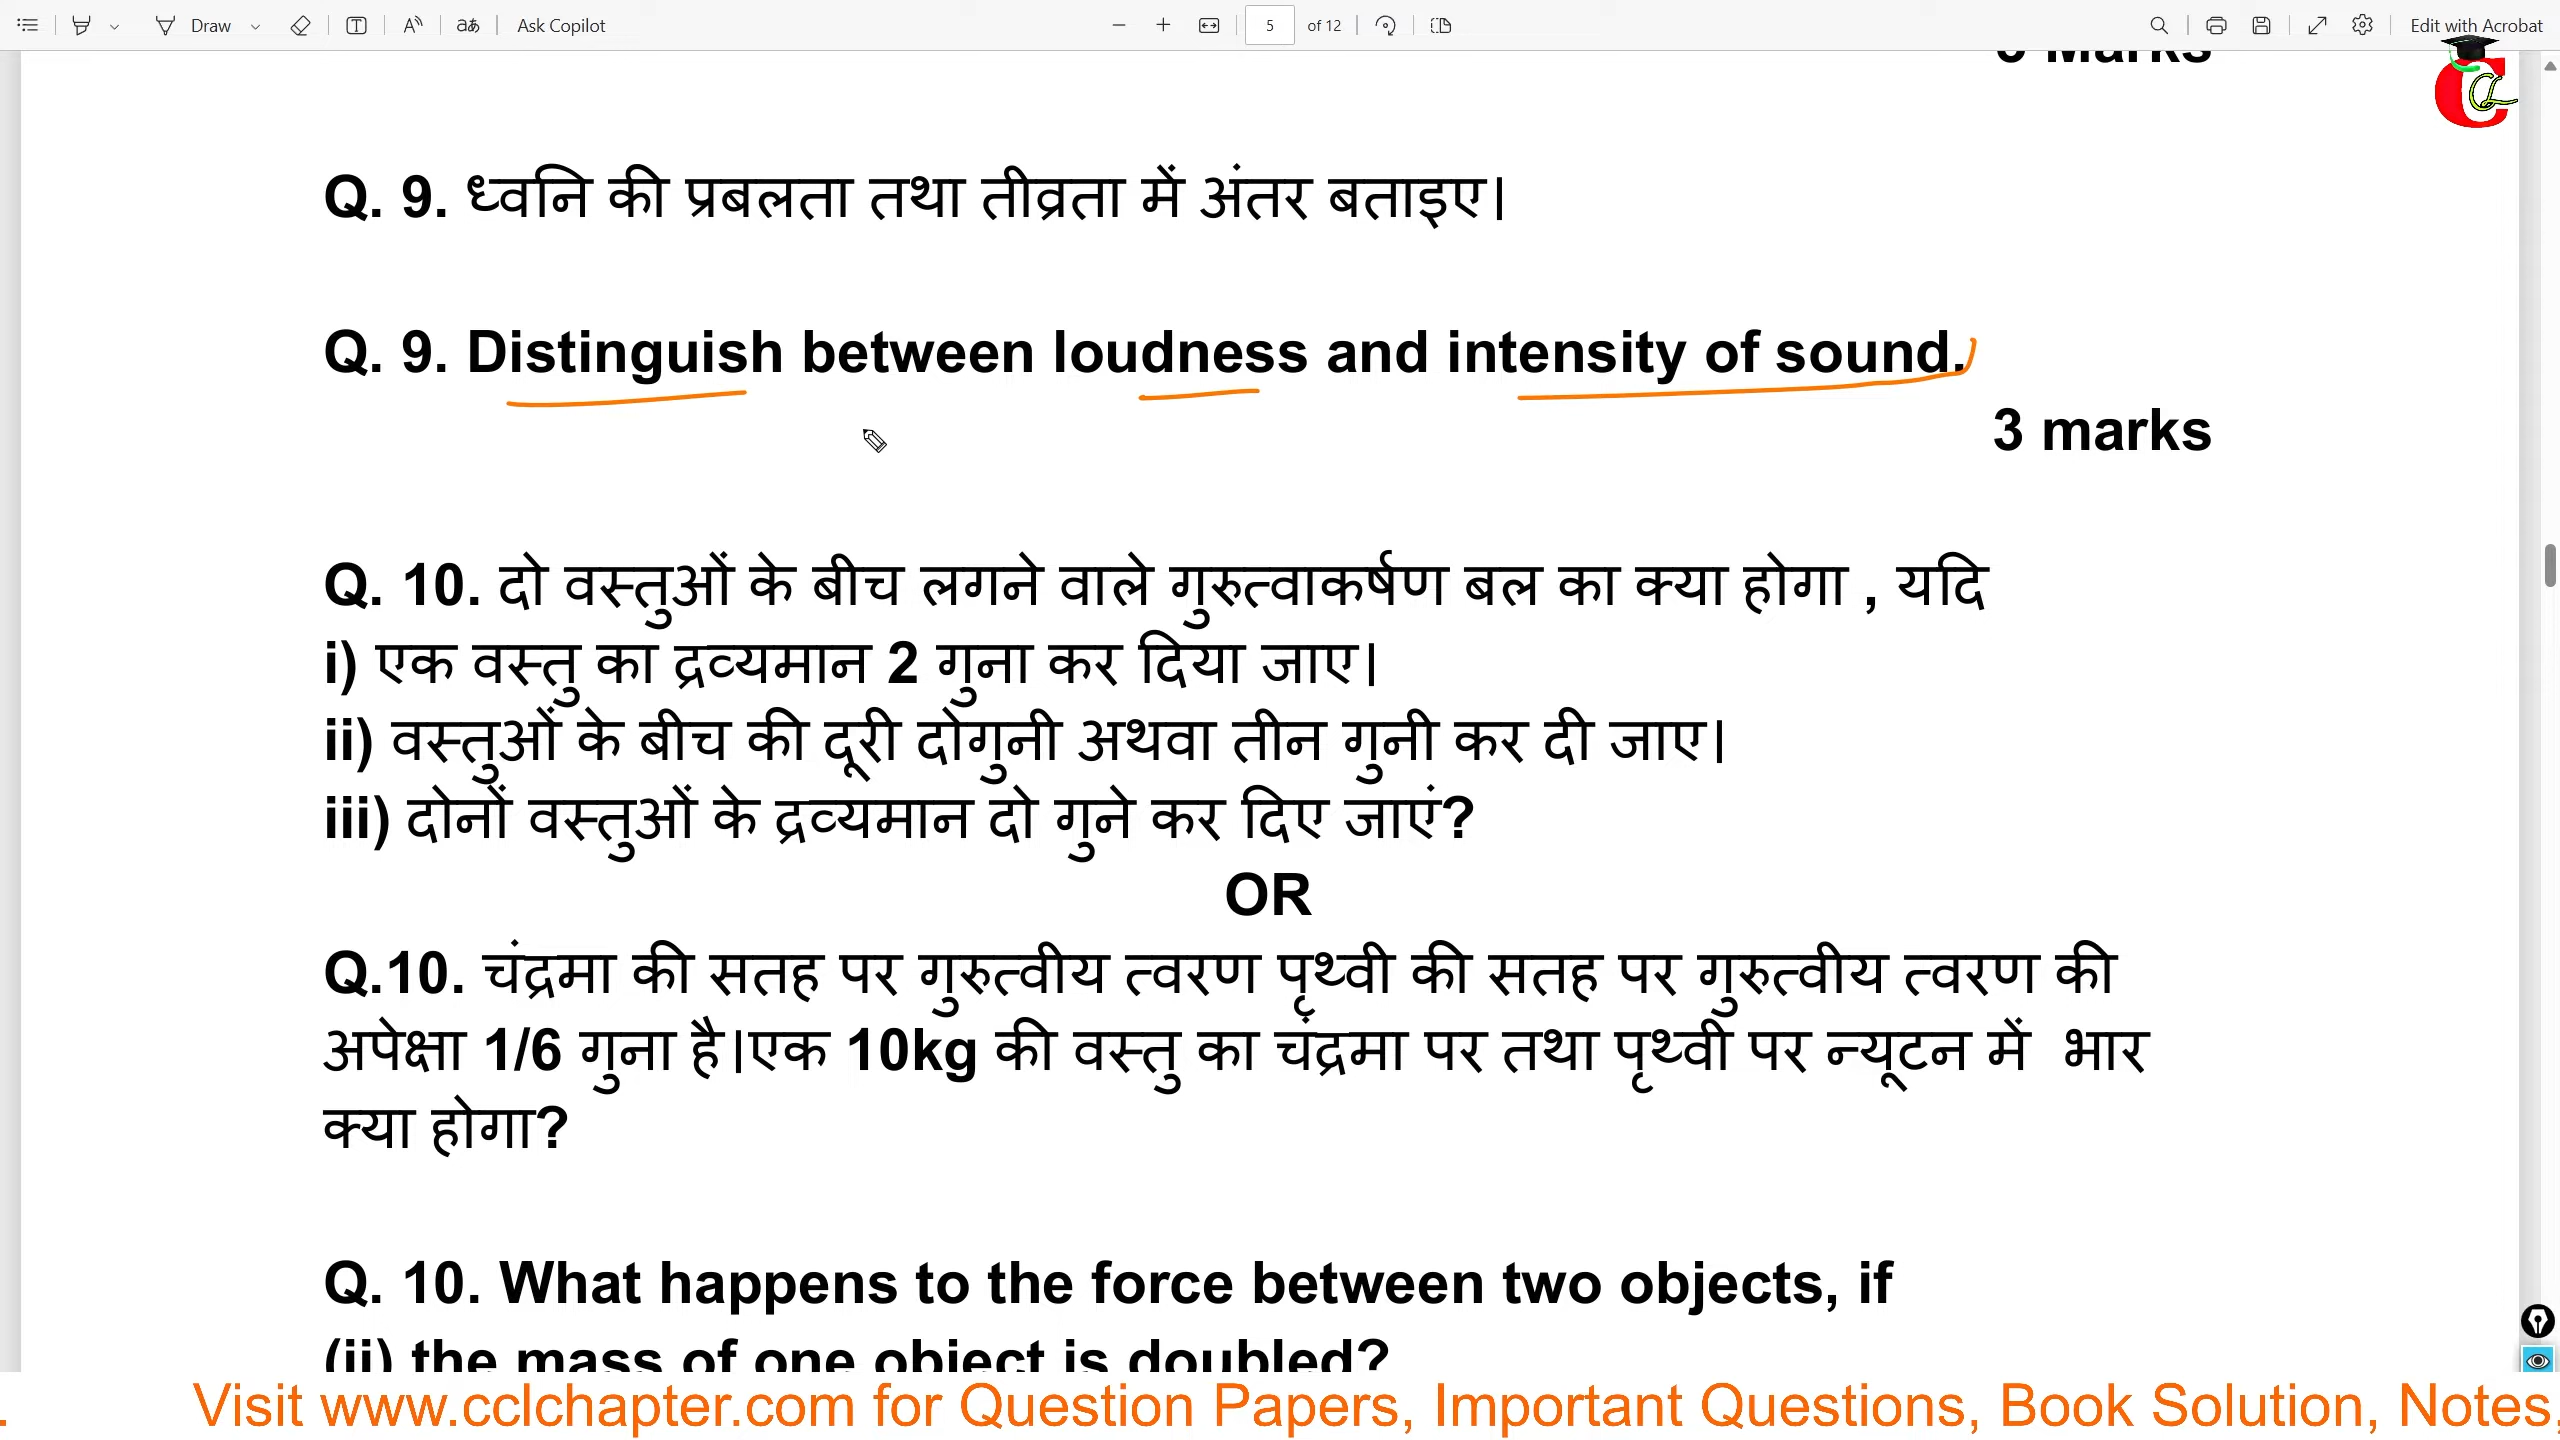 Draw
Ask Copilot
5 of 12
Edit with Acrobat
Q. 9. ध्वनि की प्रबलता तथा तीव्रता में अंतर बताइए।
Q. 9. Distinguish between loudness and intensity of sound.
3 marks
Q. 10. दो वस्तुओं के बीच लगने वाले गुरुत्वाकर्षण बल का क्या होगा , यदि
i) एक वस्तु का द्रव्यमान 2 गुना कर दिया जाए।
ii) वस्तुओं के बीच की दूरी दोगुनी अथवा तीन गुनी कर दी जाए।
iii) दोनों वस्तुओं के द्रव्यमान दो गुने कर दिए जाएं?
OR
Q.10. चंद्रमा की सतह पर गुरुत्वीय त्वरण पृथ्वी की सतह पर गुरुत्वीय त्वरण की
अपेक्षा 1/6 गुना है।एक 10kg की वस्तु का चंद्रमा पर तथा पृथ्वी पर न्यूटन में भार
क्या होगा?
Q. 10. What happens to the force between two objects, if
(ii) the mass of one object is doubled?
. Visit www.cclchapter.com for Question Papers, Important Questions, Book Solution, Notes,